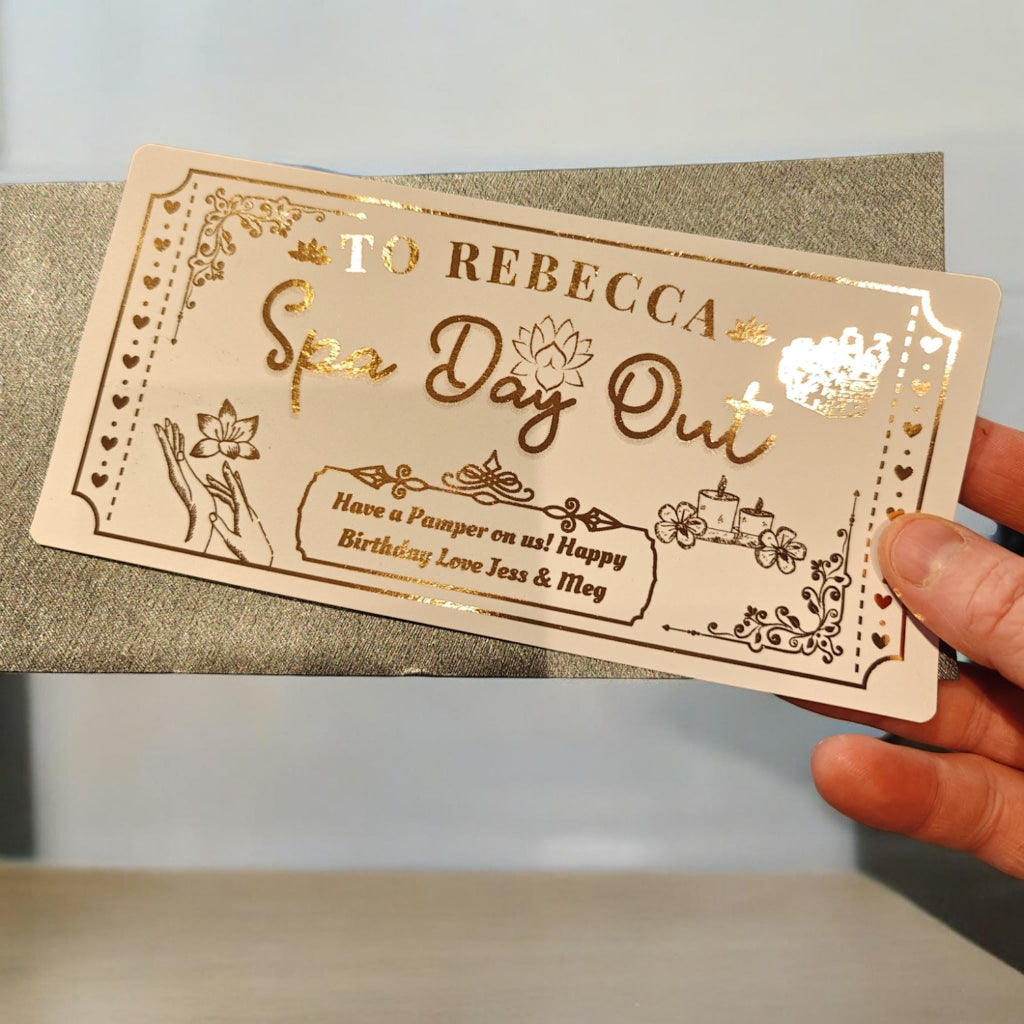 TO REBECCA
Spa Day Out
Have a Pamper on us! Happy
Birthday Love Jess & Meg